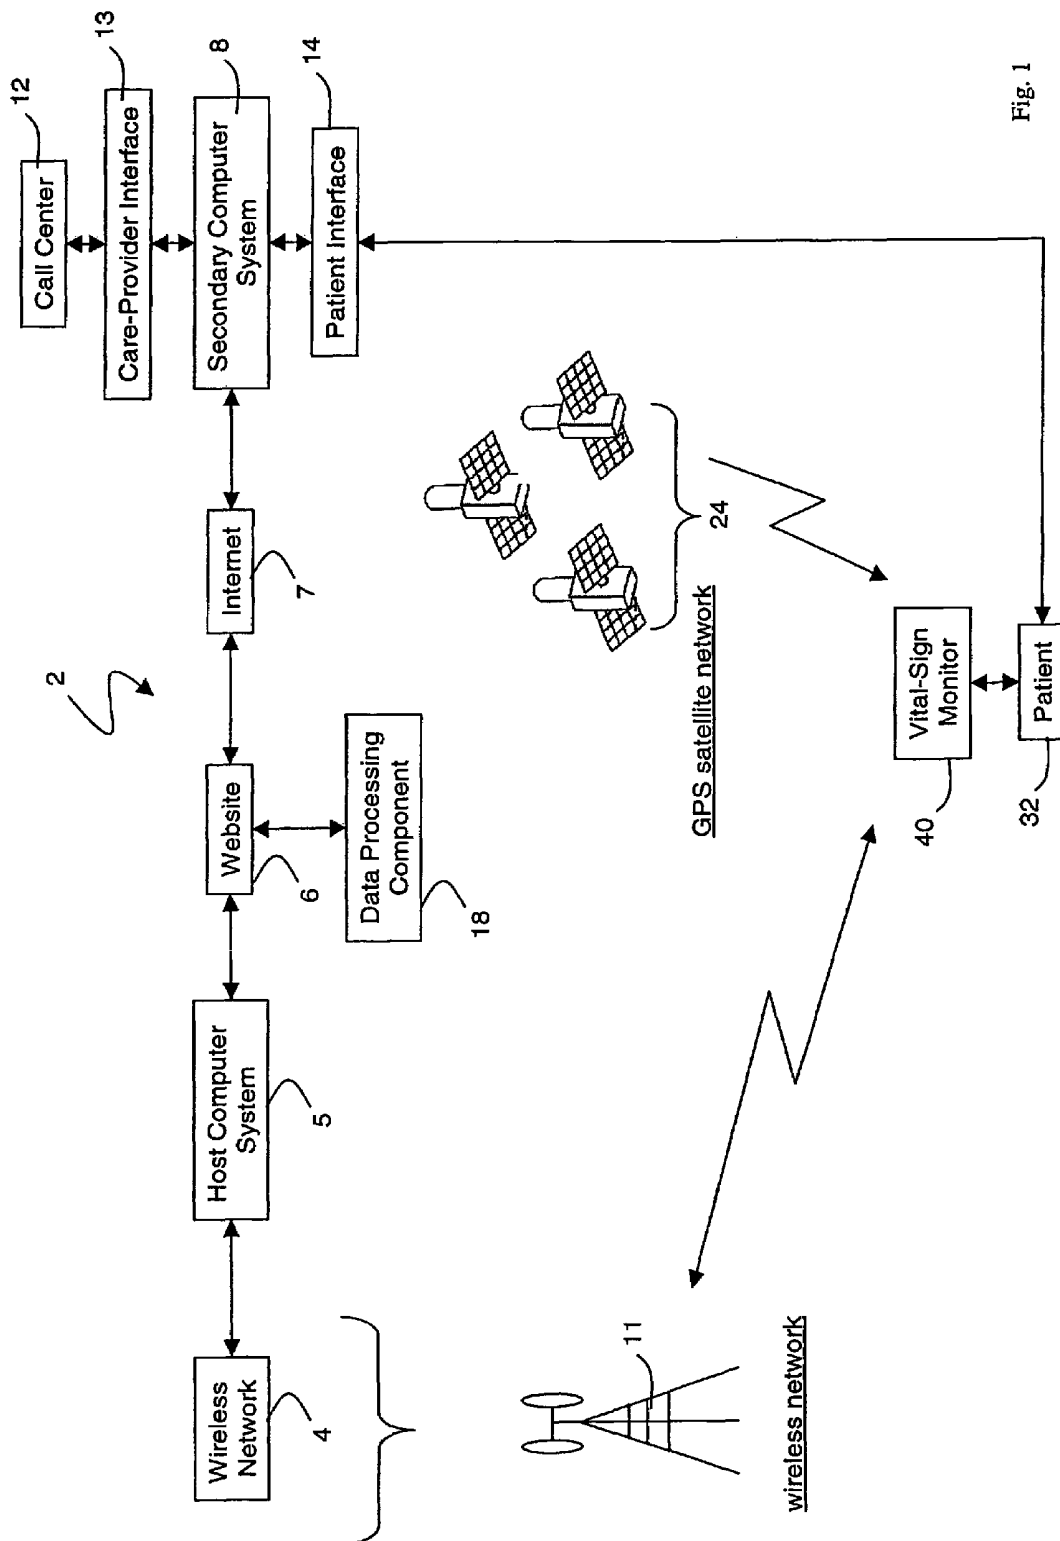 2
Wireless
Network
4
Host Computer
System
5
Website
6
Data Processing
Component
18
Internet
7
Call Center
12
Care-Provider Interface
13
Secondary Computer
System
8
Patient Interface
14
11
wireless network
GPS satellite network
24
Vital-Sign
Monitor
40
Patient
32
Fig. 1